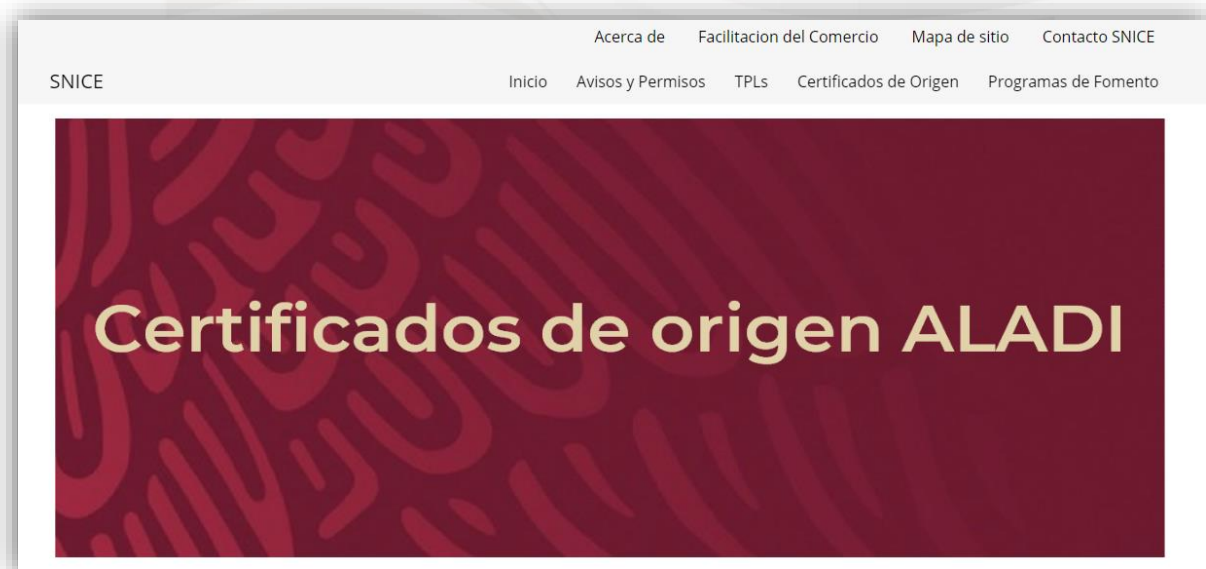 Acerca de Facilitacion del Comercio Mapa de sitio Contacto SNICE
SNICE Inicio Avisos y Permisos TPLs Certificados de Origen Programas de Fomento
Certificados de origen ALADI